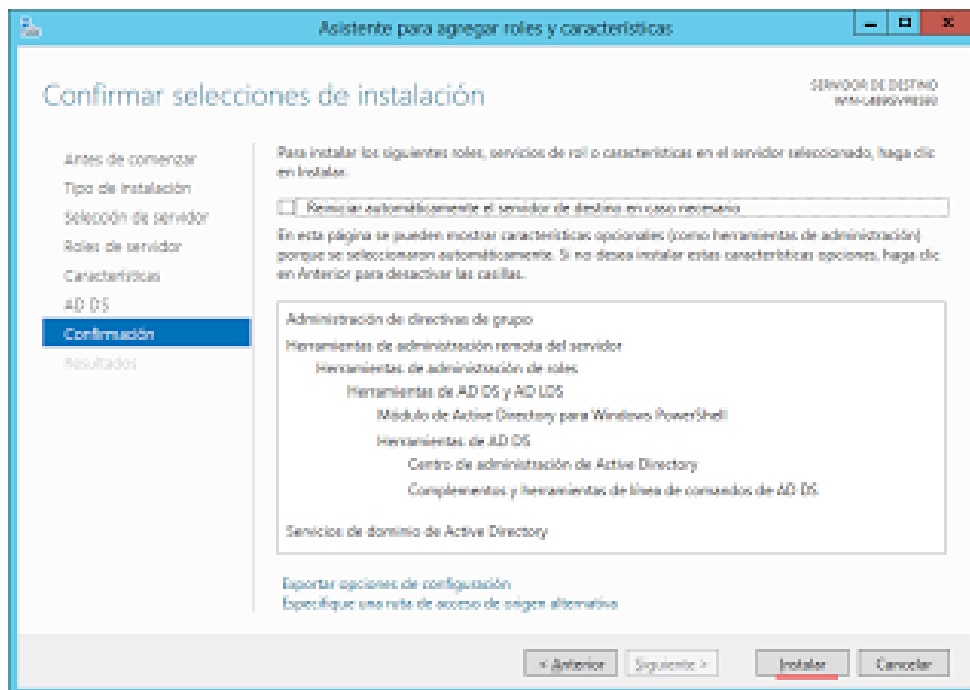 Asistente para agregar roles y características
Confirmar selecciones de instalación
SERVIDOR DE DESTINO
Antes de comenzar
Tipo de instalación
Selección de servidor
Roles de servidor
Características
AD DS
Confirmación
Resultados
Para instalar los siguientes roles, servicios de rol o características en el servidor seleccionado, haga clic
en Instalar.
Reiniciar automáticamente el servidor de destino en caso necesario
En esta página se pueden mostrar características opcionales (como herramientas de administración)
porque se seleccionaron automáticamente. Si no desea instalar estas características opciones, haga clic
en Anterior para desactivar las casillas.
Administración de directivas de grupo
Herramientas de administración remota del servidor
Herramientas de administración de roles
Herramientas de AD DS y AD LDS
Módulo de Active Directory para Windows PowerShell
Herramientas de AD DS
Centro de administración de Active Directory
Complementos y herramientas de línea de comandos de AD DS
Servicios de dominio de Active Directory
Exportar opciones de configuración
Especifique una ruta de acceso de origen alternativa
< Anterior
Siguiente >
Instalar
Cancelar